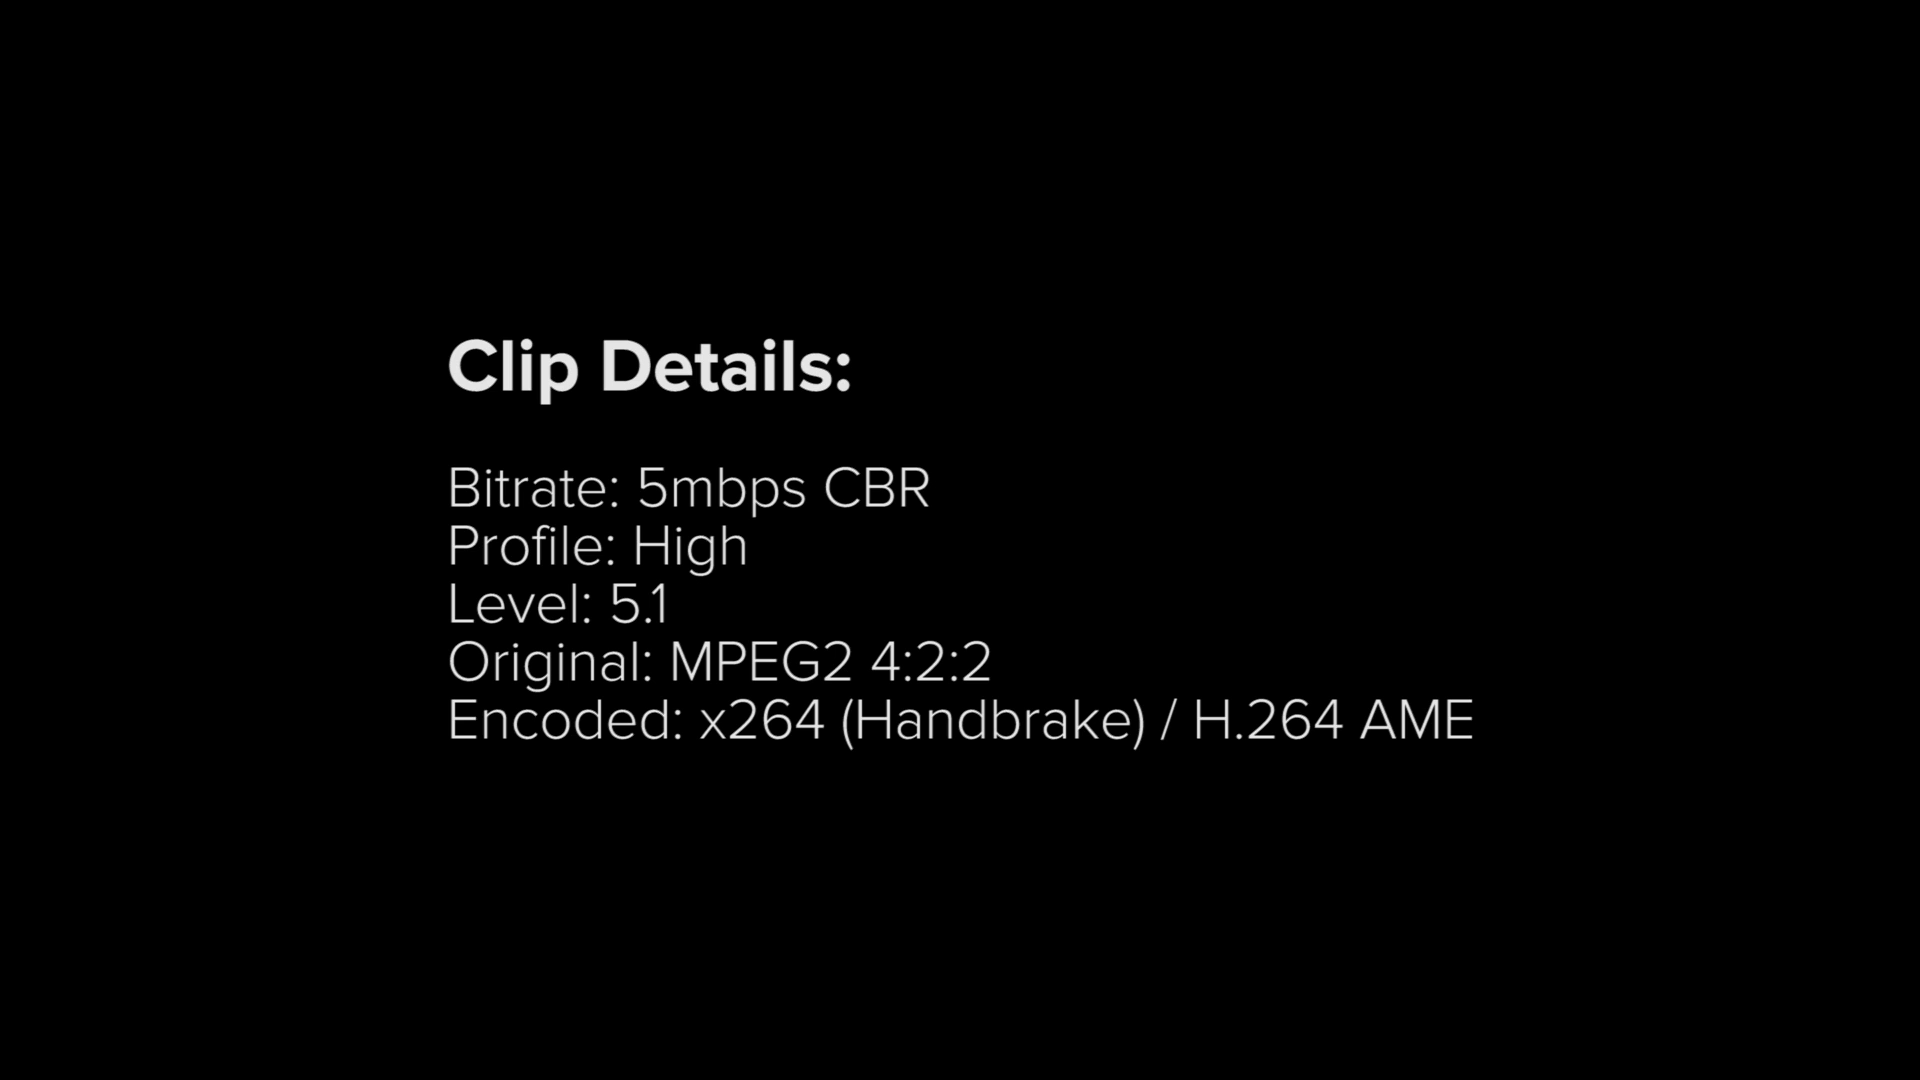 Clip Details:
Bitrate: 5mbps CBR
Profile: High
Level: 5.1
Original: MPEG2 4:2:2
Encoded: x264 (Handbrake) / H.264 AME